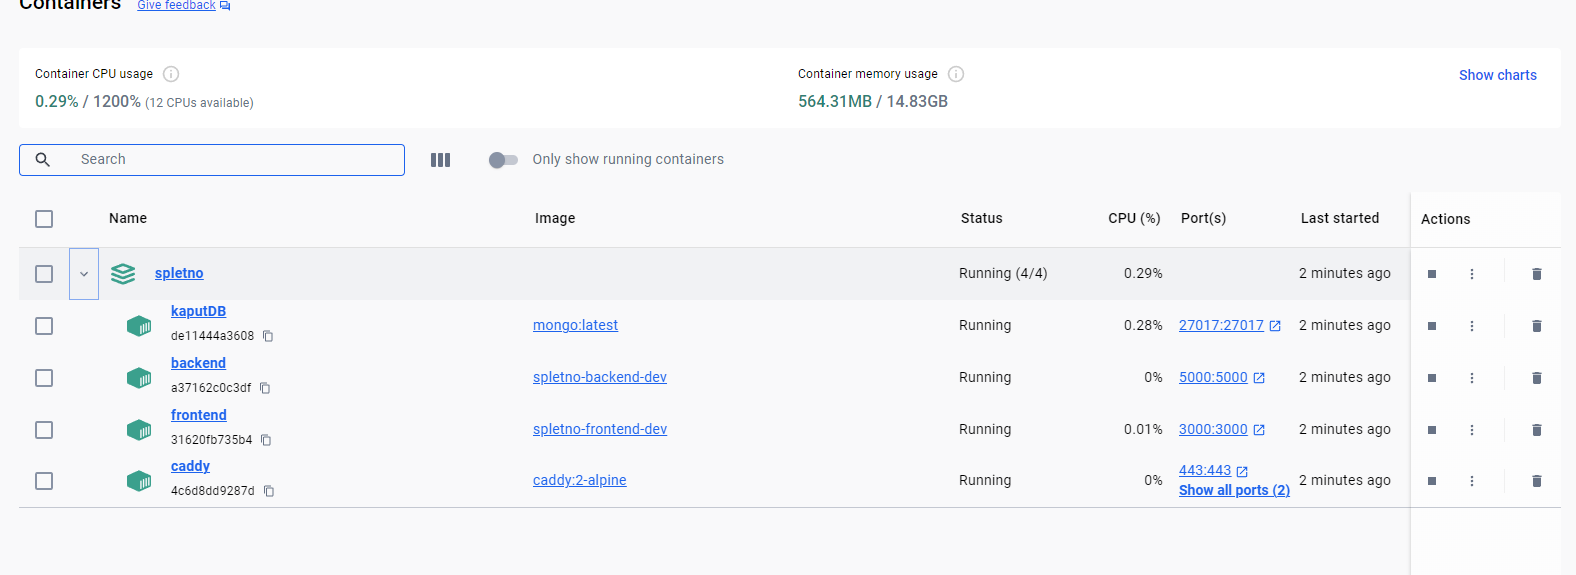 Containers Give feedback
Container CPU usage
0.29% / 1200% (12 CPUs available)
Container memory usage
564.31MB / 14.83GB
Show charts
Search
Only show running containers
Name Image Status CPU (%) Port(s) Last started Actions
spletno Running (4/4) 0.29% 2 minutes ago
kaputDB
de11444a3608
mongo:latest Running 0.28% 27017:27017 2 minutes ago
backend
a37162c0c3df
spletno-backend-dev Running 0% 5000:5000 2 minutes ago
frontend
31620fb735b4
spletno-frontend-dev Running 0.01% 3000:3000 2 minutes ago
caddy
4c6d8dd9287d
caddy:2-alpine Running 0% 443:443
Show all ports (2) 2 minutes ago